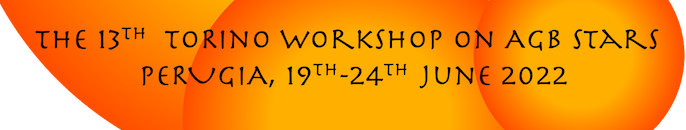 THE 13TH TORINO WORKSHOP ON AGB STARS
PERUGIA, 19TH-24TH JUNE 2022